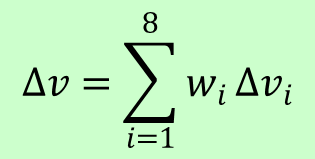 Δv = ∑_{i=1}^{8} w_i Δv_i